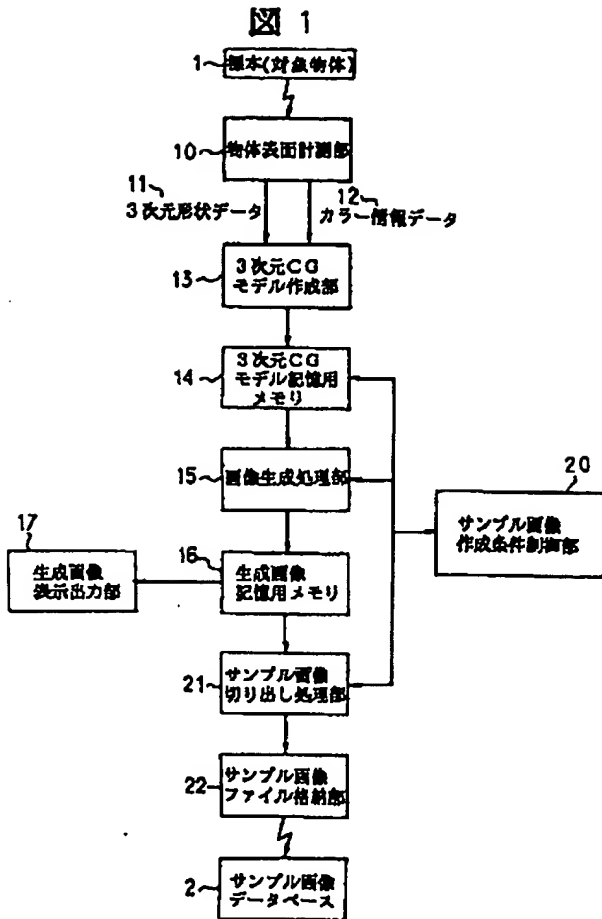 図 1
1
標本(対象物体)
10
物体表面計測部
11
3次元形状データ
12
カラー情報データ
13
3次元CG
モデル作成部
14
3次元CG
モデル記憶用
メモリ
15
画像生成処理部
20
サンプル画像
作成条件制御部
17
生成画像
表示出力部
16
生成画像
記憶用メモリ
21
サンプル画像
切り出し処理部
22
サンプル画像
ファイル格納部
2
サンプル画像
データベース